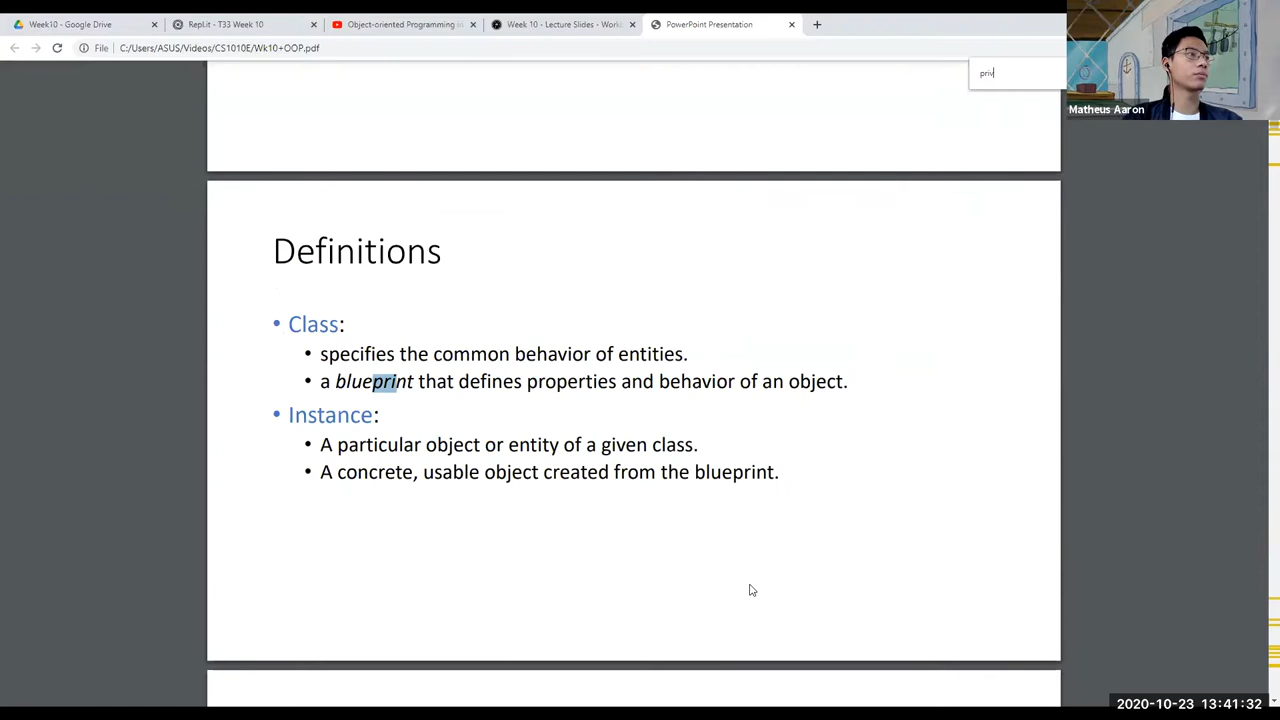 Week10 - Google Drive
Repl.it - T33 Week 10
Object-oriented Programming in
Week 10 - Lecture Slides - Work
PowerPoint Presentation
File
C:/Users/ASUS/Videos/CS1010E/Wk10+OOP.pdf
priv
Matheus Aaron
Definitions
• Class:
• specifies the common behavior of entities.
• a blueprint that defines properties and behavior of an object.
• Instance:
• A particular object or entity of a given class.
• A concrete, usable object created from the blueprint.
2020-10-23 13:41:32